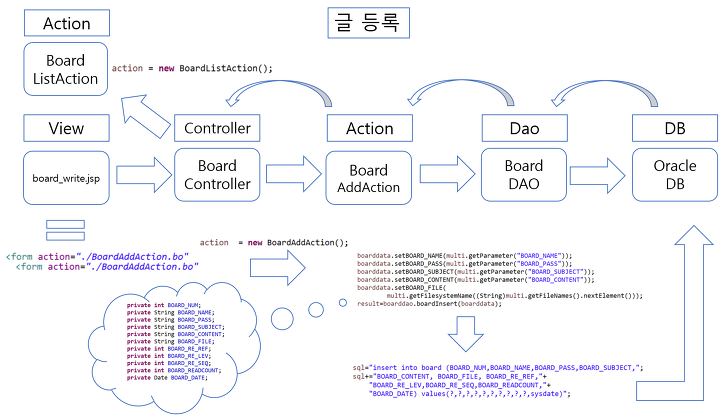 Action
글 등록
Board
ListAction
action = new BoardListAction();
View
Controller
Action
Dao
DB
board_write.jsp
Board
Controller
Board
AddAction
Board
DAO
Oracle
DB
action  = new BoardAddAction();
<form action="./BoardAddAction.bo"
<form action="./BoardAddAction.bo"
boarddata.setBOARD_NAME(multi.getParameter("BOARD_NAME"));
boarddata.setBOARD_PASS(multi.getParameter("BOARD_PASS"));
boarddata.setBOARD_SUBJECT(multi.getParameter("BOARD_SUBJECT"));
boarddata.setBOARD_CONTENT(multi.getParameter("BOARD_CONTENT"));
boarddata.setBOARD_FILE(
multi.getFilesystemName((String)multi.getFileNames().nextElement()));
result=boarddao.boardInsert(boarddata);
private int BOARD_NUM;
private String BOARD_NAME;
private String BOARD_PASS;
private String BOARD_SUBJECT;
private String BOARD_CONTENT;
private String BOARD_FILE;
private int BOARD_RE_REF;
private int BOARD_RE_LEV;
private int BOARD_RE_SEQ;
private int BOARD_READCOUNT;
private Date BOARD_DATE;
sql="insert into board (BOARD_NUM,BOARD_NAME,BOARD_PASS,BOARD_SUBJECT,";
sql+="BOARD_CONTENT, BOARD_FILE, BOARD_RE_REF,"+
"BOARD_RE_LEV,BOARD_RE_SEQ,BOARD_READCOUNT,"+
"BOARD_DATE) values(?,?,?,?,?,?,?,?,?,?,sysdate)";